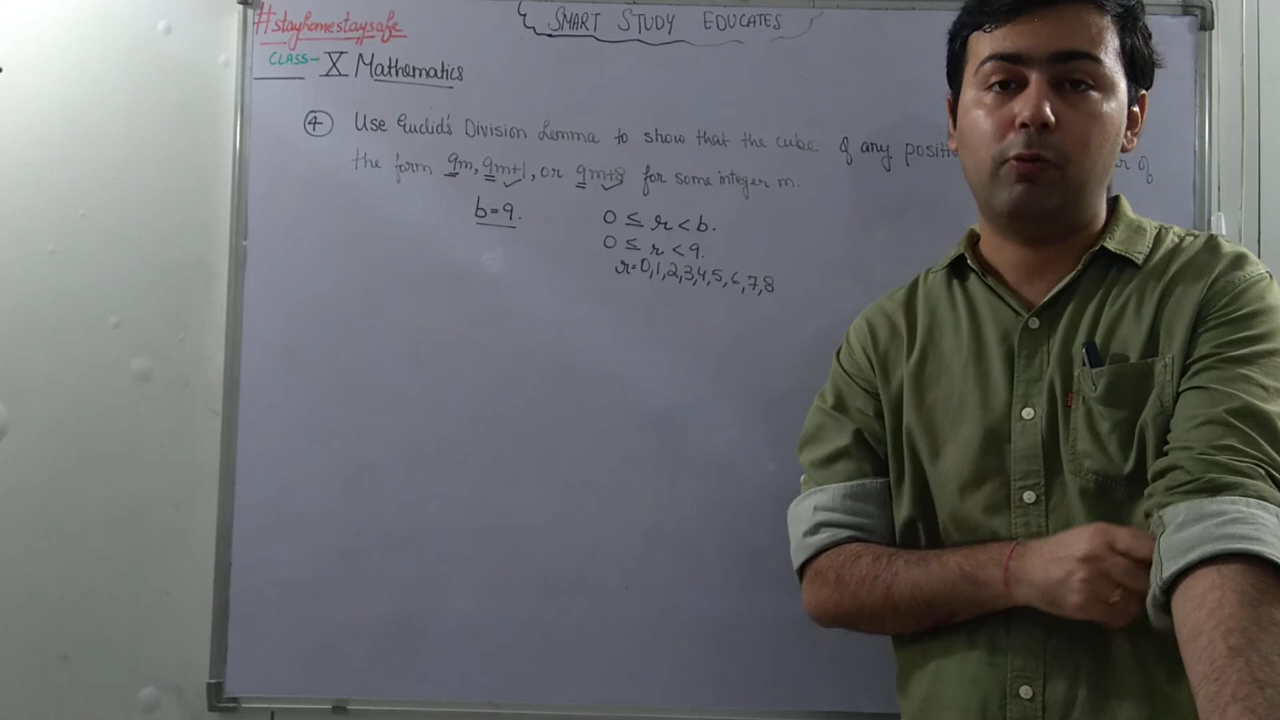 #stayhomestaysafe
SMART STUDY EDUCATES
CLASS- X Mathematics
④ Use Euclid's Division Lemma to show that the cube of any positi r of
the form 9m, 9m+1, or 9m+8 for some integer m.
b=9.
0 ≤ r < b.
0 ≤ r < 9.
r=0,1,2,3,4,5,6,7,8